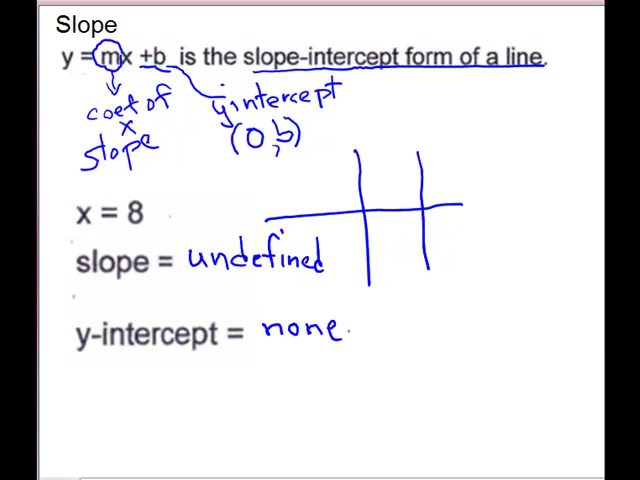 Slope
y = mx +b is the slope-intercept form of a line.
coef of
x
slope
y intercept
(0,b)
x = 8
slope = undefined
y-intercept = none.